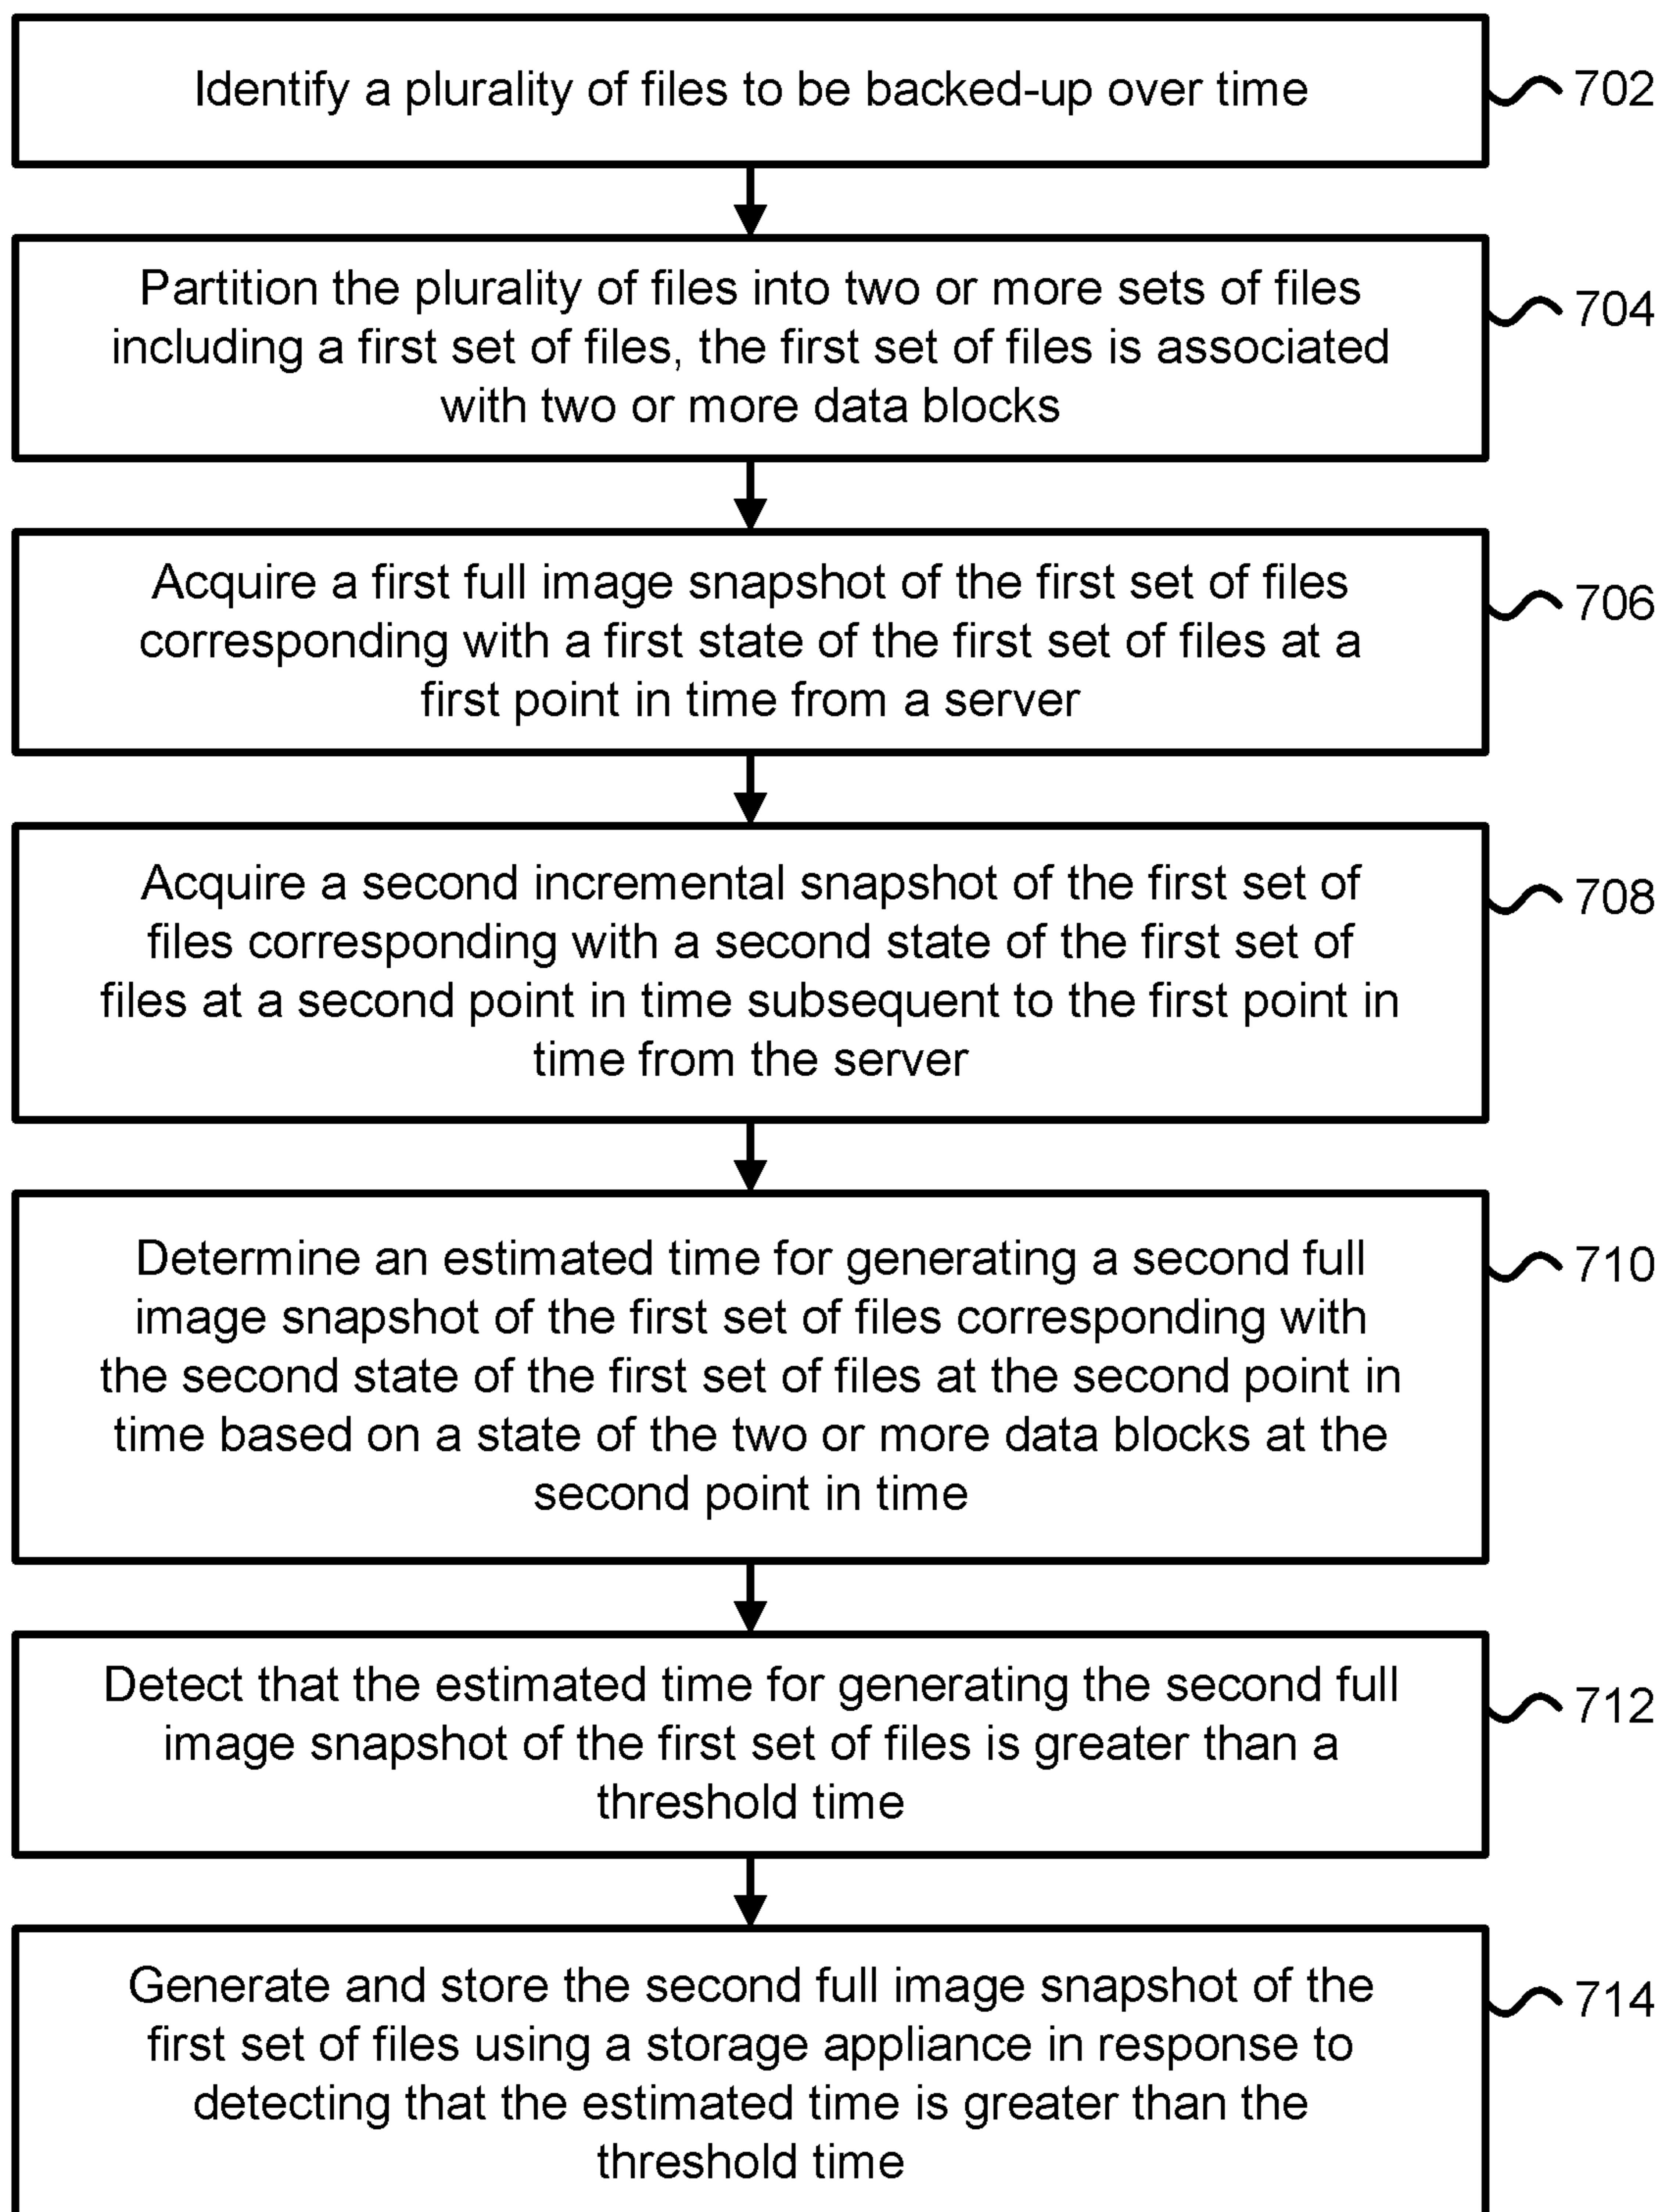 Identify a plurality of files to be backed-up over time
702
Partition the plurality of files into two or more sets of files
including a first set of files, the first set of files is associated
with two or more data blocks
704
Acquire a first full image snapshot of the first set of files
corresponding with a first state of the first set of files at a
first point in time from a server
706
Acquire a second incremental snapshot of the first set of
files corresponding with a second state of the first set of
files at a second point in time subsequent to the first point in
time from the server
708
Determine an estimated time for generating a second full
image snapshot of the first set of files corresponding with
the second state of the first set of files at the second point in
time based on a state of the two or more data blocks at the
second point in time
710
Detect that the estimated time for generating the second full
image snapshot of the first set of files is greater than a
threshold time
712
Generate and store the second full image snapshot of the
first set of files using a storage appliance in response to
detecting that the estimated time is greater than the
threshold time
714